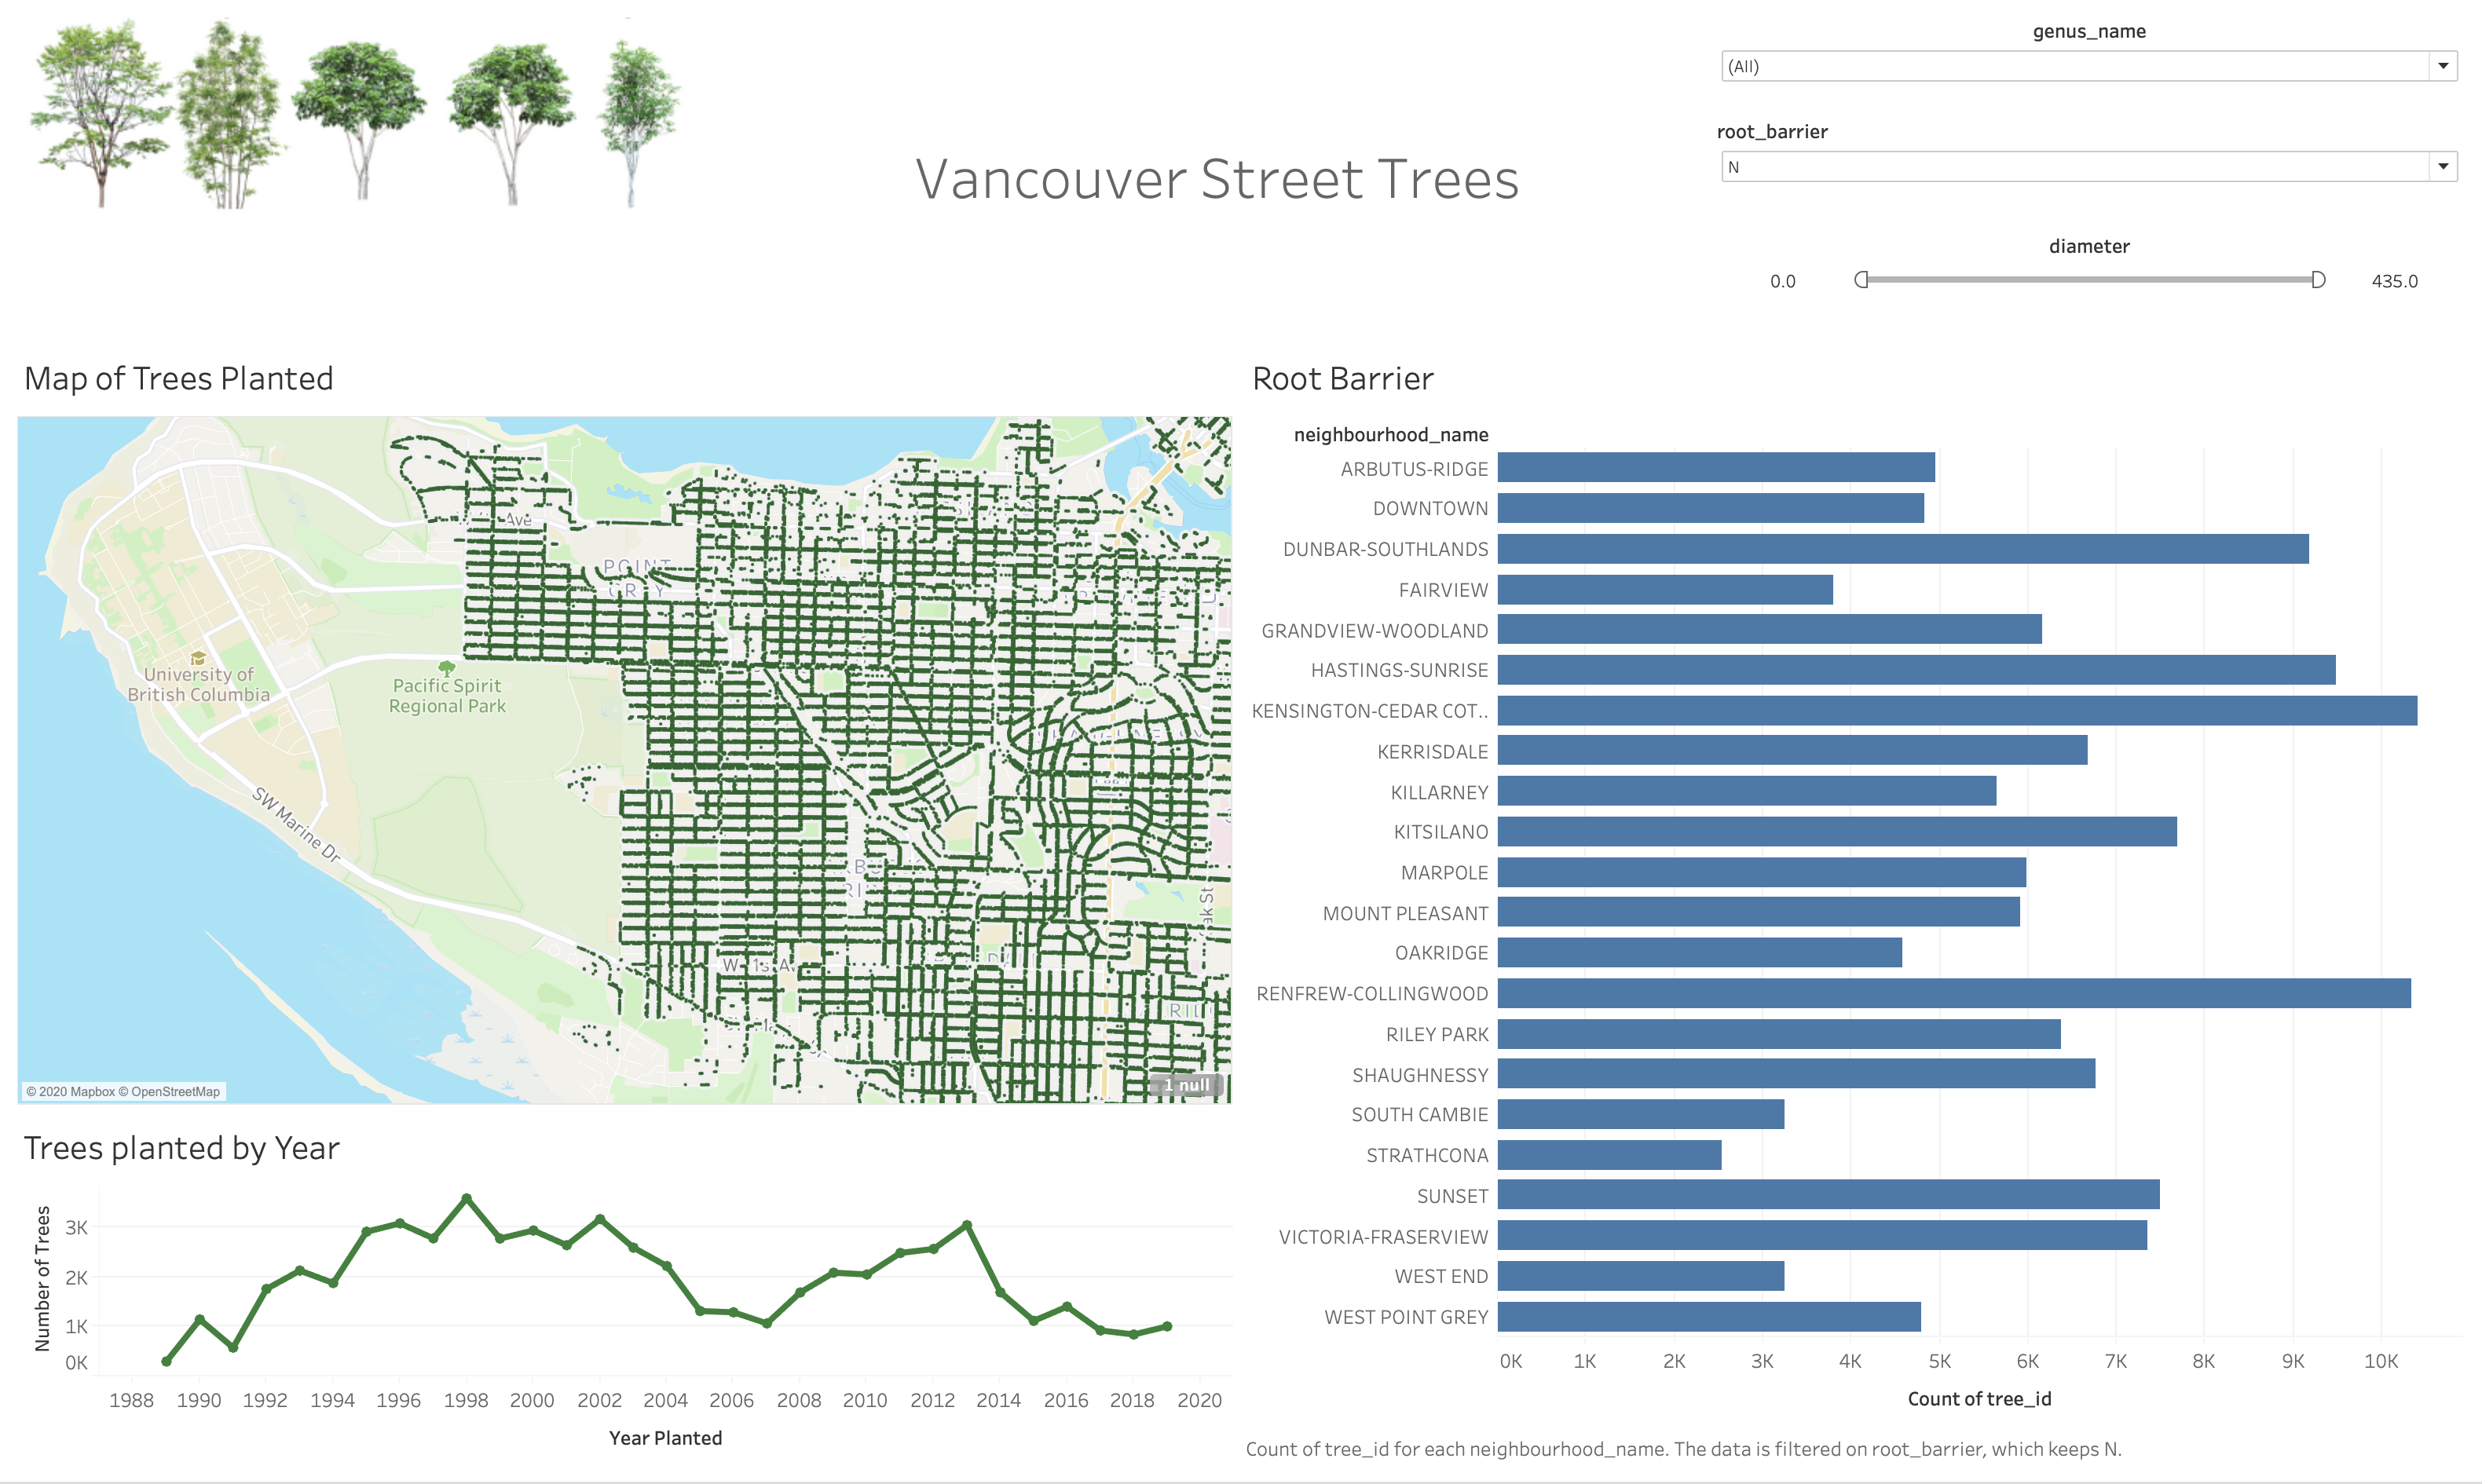 genus_name
(All)
root_barrier
N
Vancouver Street Trees
diameter
0.0
435.0
Map of Trees Planted
University of
British Columbia
Pacific Spirit
Regional Park
SW Marine Dr
POINT
Ave
© 2020 Mapbox © OpenStreetMap
1 null
Trees planted by Year
Number of Trees
3K
2K
1K
0K
1988 1990 1992 1994 1996 1998 2000 2002 2004 2006 2008 2010 2012 2014 2016 2018 2020
Year Planted
Root Barrier
neighbourhood_name
ARBUTUS-RIDGE
DOWNTOWN
DUNBAR-SOUTHLANDS
FAIRVIEW
GRANDVIEW-WOODLAND
HASTINGS-SUNRISE
KENSINGTON-CEDAR COT..
KERRISDALE
KILLARNEY
KITSILANO
MARPOLE
MOUNT PLEASANT
OAKRIDGE
RENFREW-COLLINGWOOD
RILEY PARK
SHAUGHNESSY
SOUTH CAMBIE
STRATHCONA
SUNSET
VICTORIA-FRASERVIEW
WEST END
WEST POINT GREY
0K 1K 2K 3K 4K 5K 6K 7K 8K 9K 10K
Count of tree_id
Count of tree_id for each neighbourhood_name. The data is filtered on root_barrier, which keeps N.